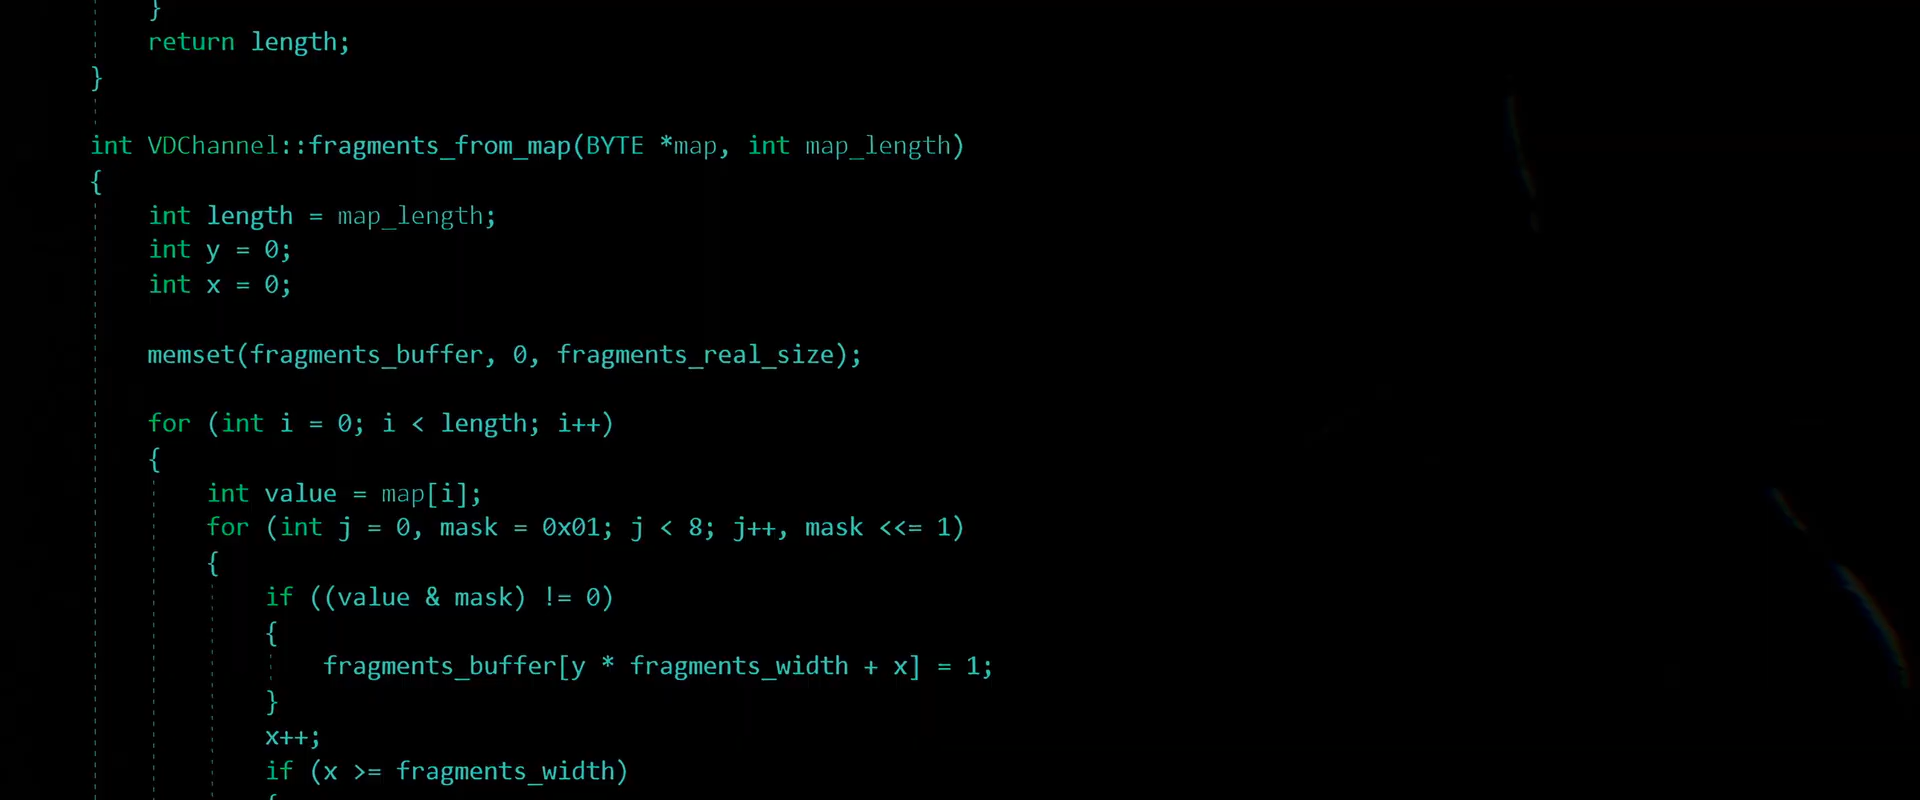 }
return length;
}
int VDChannel::fragments_from_map(BYTE *map, int map_length)
{
int length = map_length;
int y = 0;
int x = 0;
memset(fragments_buffer, 0, fragments_real_size);
for (int i = 0; i < length; i++)
{
int value = map[i];
for (int j = 0, mask = 0x01; j < 8; j++, mask <<= 1)
{
if ((value & mask) != 0)
{
fragments_buffer[y * fragments_width + x] = 1;
}
x++;
if (x >= fragments_width)
{